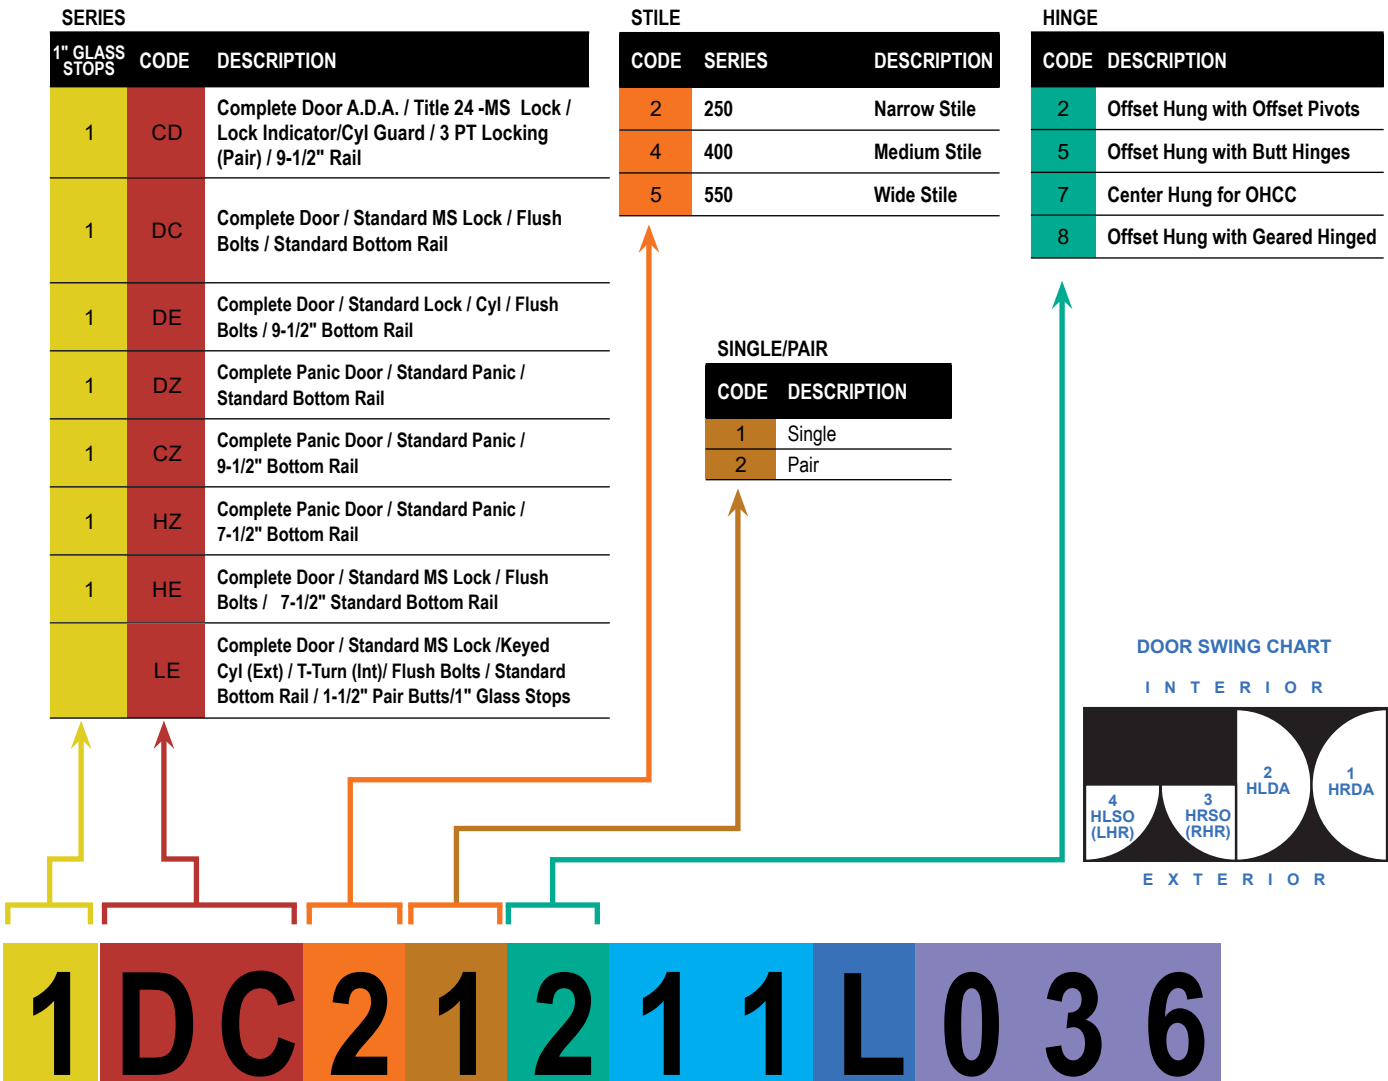 SERIES
1" GLASS STOPS CODE DESCRIPTION
1 CD Complete Door A.D.A. / Title 24 -MS Lock /
Lock Indicator/Cyl Guard / 3 PT Locking
(Pair) / 9-1/2" Rail
1 DC Complete Door / Standard MS Lock / Flush
Bolts / Standard Bottom Rail
1 DE Complete Door / Standard Lock / Cyl / Flush
Bolts / 9-1/2" Bottom Rail
1 DZ Complete Panic Door / Standard Panic /
Standard Bottom Rail
1 CZ Complete Panic Door / Standard Panic /
9-1/2" Bottom Rail
1 HZ Complete Panic Door / Standard Panic /
7-1/2" Bottom Rail
1 HE Complete Door / Standard MS Lock / Flush
Bolts / 7-1/2" Standard Bottom Rail
LE Complete Door / Standard MS Lock /Keyed
Cyl (Ext) / T-Turn (Int)/ Flush Bolts / Standard
Bottom Rail / 1-1/2" Pair Butts/1" Glass Stops
STILE
CODE SERIES DESCRIPTION
2 250 Narrow Stile
4 400 Medium Stile
5 550 Wide Stile
HINGE
CODE DESCRIPTION
2 Offset Hung with Offset Pivots
5 Offset Hung with Butt Hinges
7 Center Hung for OHCC
8 Offset Hung with Geared Hinged
SINGLE/PAIR
CODE DESCRIPTION
1 Single
2 Pair
DOOR SWING CHART
INTERIOR
4
HLSO
(LHR)
3
HRSO
(RHR)
2
HLDA
1
HRDA
EXTERIOR
1DC21211L036